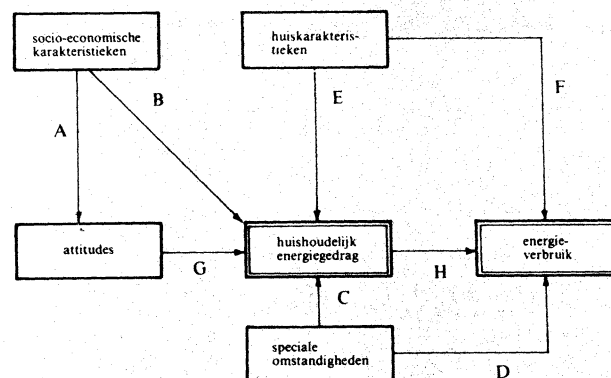 socio-economische
karakteristieken
huiskarakteris-
tieken
B
E
F
A
attitudes
G
huishoudelijk
energiegedrag
H
energie-
verbruik
C
speciale
omstandigheden
D